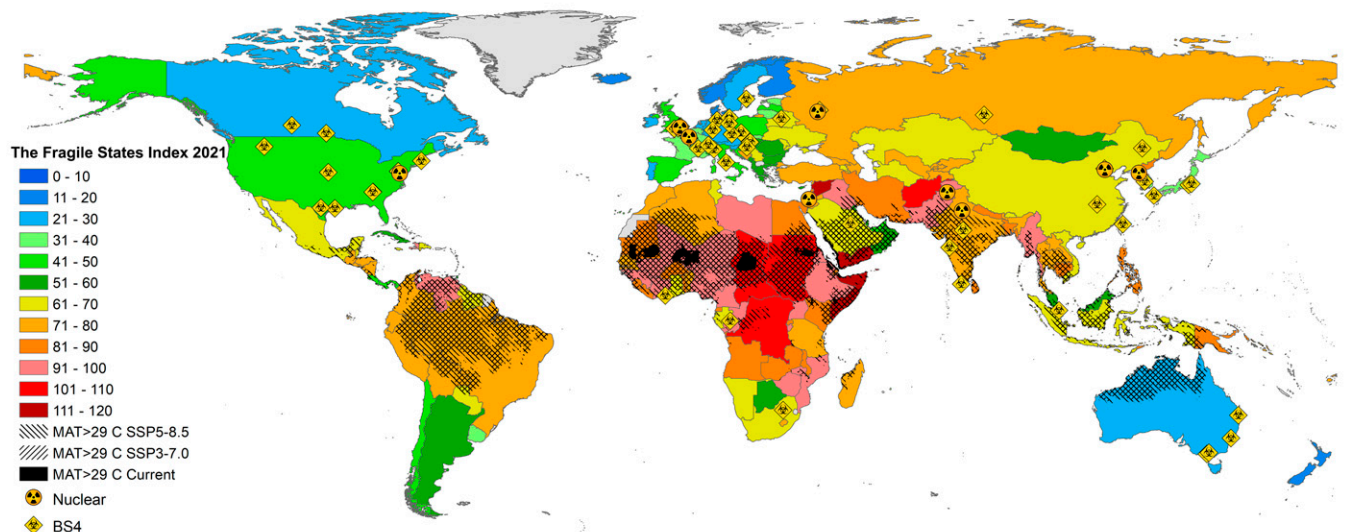 The Fragile States Index 2021
0 - 10
11 - 20
21 - 30
31 - 40
41 - 50
51 - 60
61 - 70
71 - 80
81 - 90
91 - 100
101 - 110
111 - 120
MAT>29 C SSP5-8.5
MAT>29 C SSP3-7.0
MAT>29 C Current
Nuclear
BS4